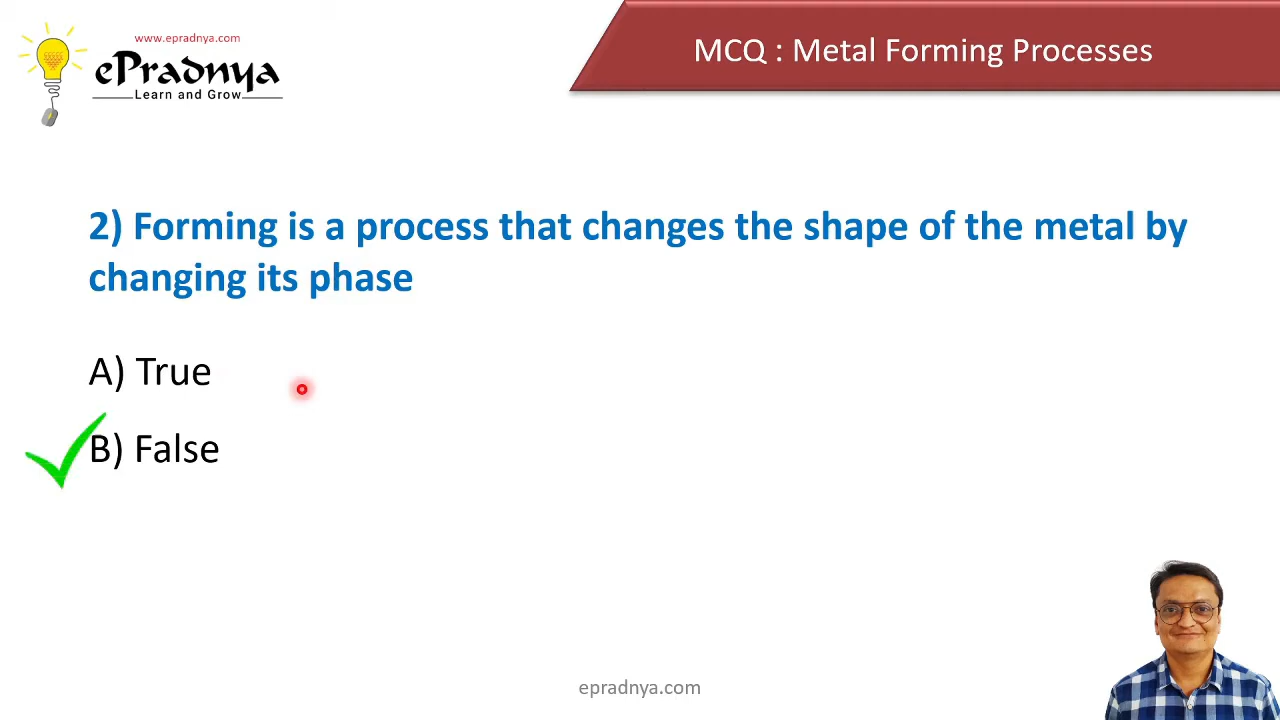 www.epradnya.com
ePradnya
Learn and Grow
MCQ : Metal Forming Processes
2) Forming is a process that changes the shape of the metal by
changing its phase
A) True
B) False
epradnya.com